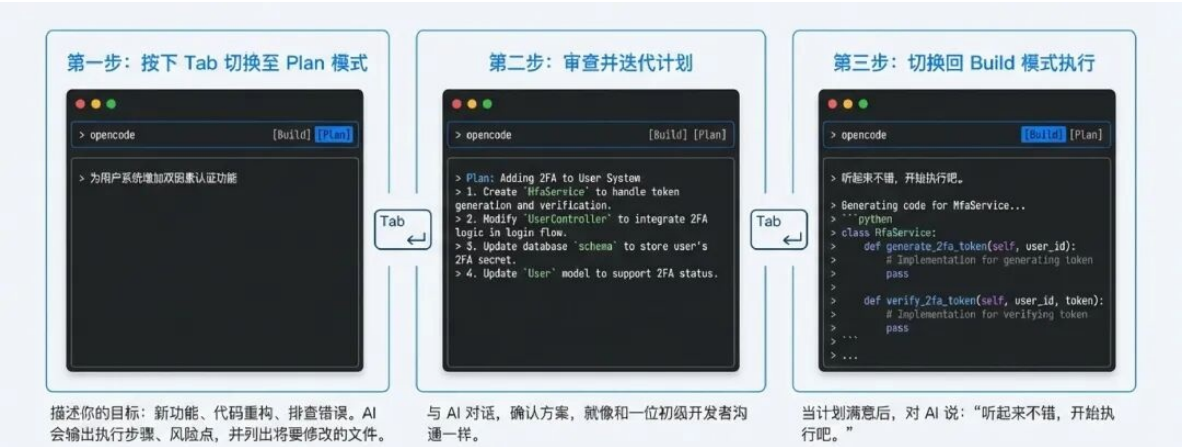 第一步：按下 Tab 切换至 Plan 模式
> opencode [Build] [Plan]
> 为用户系统增加双因素认证功能
描述你的目标：新功能、代码重构、排查错误。AI
会输出执行步骤、风险点，并列出将要修改的文件。
Tab
第二步：审查并迭代计划
> opencode [Build] [Plan]
> Plan: Adding 2FA to User System
> 1. Create `MfaService` to handle token
generation and verification.
> 2. Modify `UserController` to integrate 2FA
logic in login flow.
> 3. Update database `schema` to store user's
2FA secret.
> 4. Update `User` model to support 2FA status.
与 AI 对话，确认方案，就像和一位初级开发者沟
通一样。
Tab
第三步：切换回 Build 模式执行
> opencode [Build] [Plan]
> 听起来不错，开始执行吧。
> Generating code for MfaService...
> ```python
> class MfaService:
> def generate_2fa_token(self, user_id):
> # Implementation for generating token
> pass
>
> def verify_2fa_token(self, user_id, token):
> # Implementation for verifying token
> pass
> ```
> ...
当计划满意后，对 AI 说：“听起来不错，开始执
行吧。”